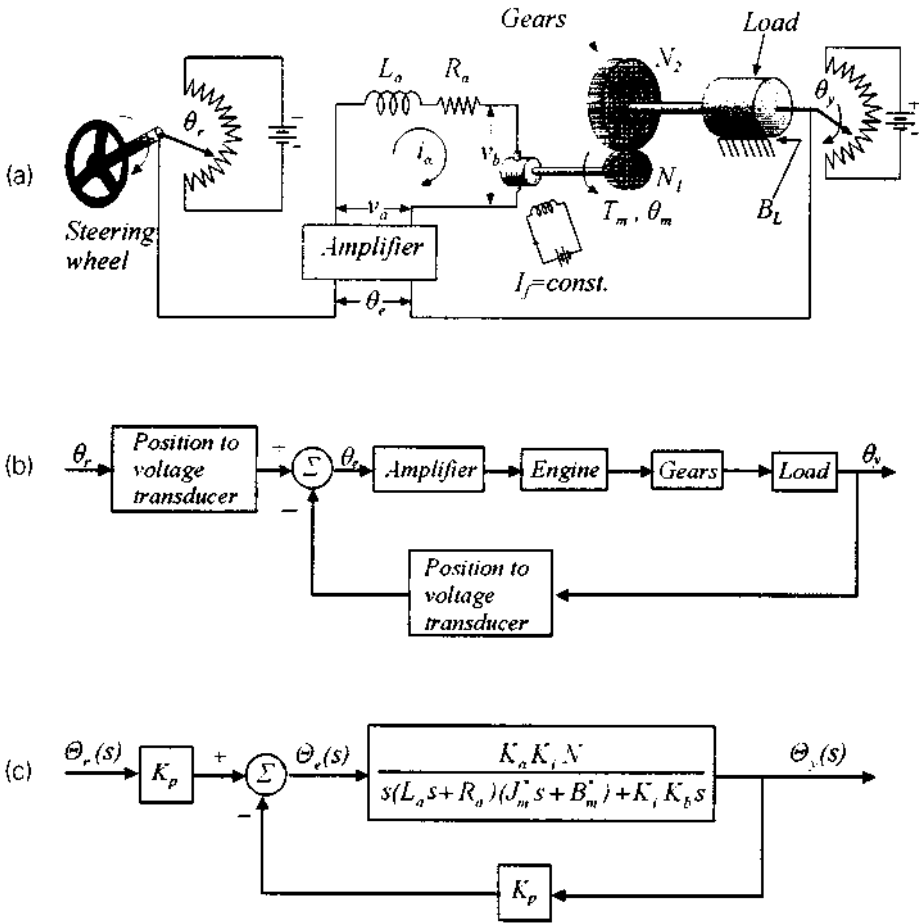 Gears
Load
L_a R_a
N_2
θ_y
+
-
θ_r
(a)
i_a
v_b
N_1
Steering
wheel
v_a
T_m , θ_m
B_L
Amplifier
I_f=const.
θ_e
(b)
θ_r
Position to
voltage
transducer
+
Σ
−
θ_e
Amplifier
Engine
Gears
Load
θ_y
Position to
voltage
transducer
(c)
Θ_r(s)
K_p
+
Σ
−
Θ_e(s)
K_a K_i N
s(L_a s+R_a)(J_m^* s+B_m^*)+K_i K_b s
Θ_y(s)
K_p